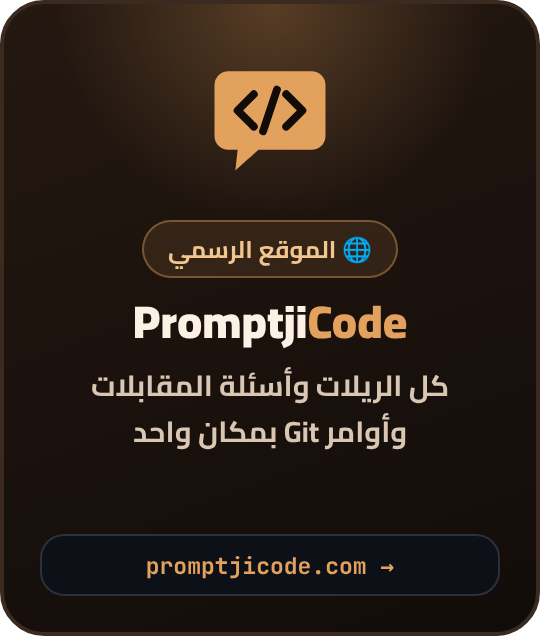 </>
🌐 الموقع الرسمي
PromptjiCode
كل الريلات وأسئلة المقابلات
وأوامر Git بمكان واحد
promptjicode.com →